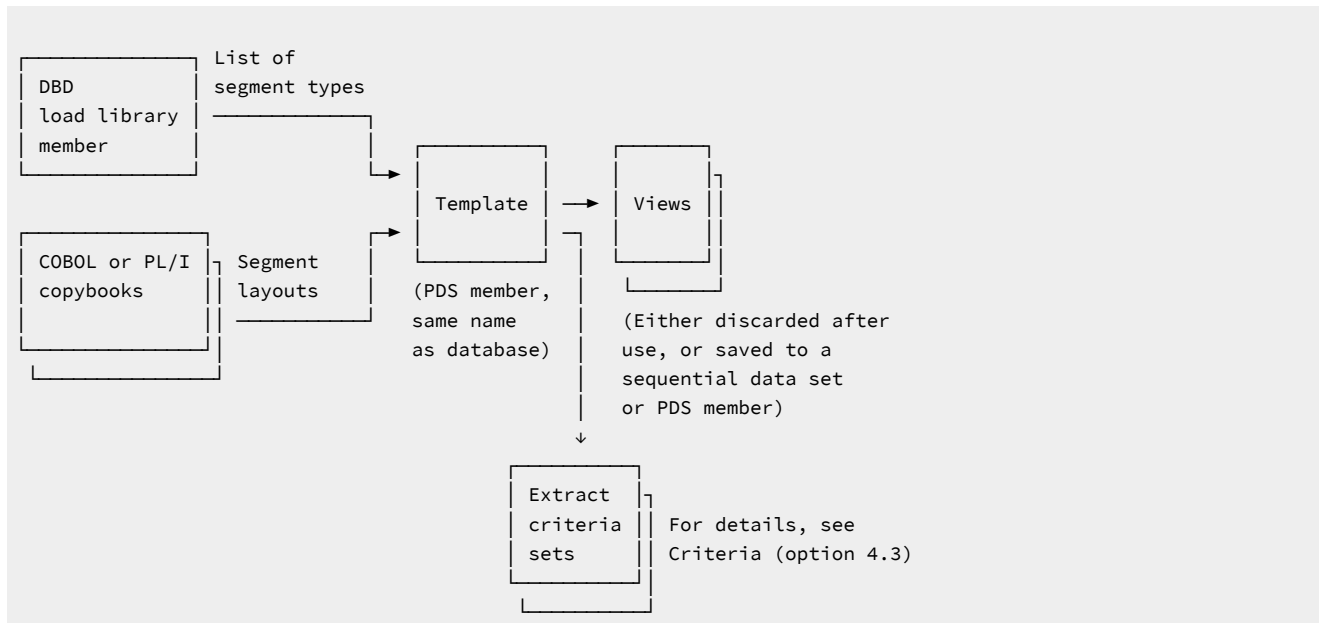 List of
segment types
DBD
load library
member
Template
Views
COBOL or PL/I
copybooks
Segment
layouts
(PDS member,
same name
as database)
(Either discarded after
use, or saved to a
sequential data set
or PDS member)
Extract
criteria
sets
For details, see
Criteria (option 4.3)